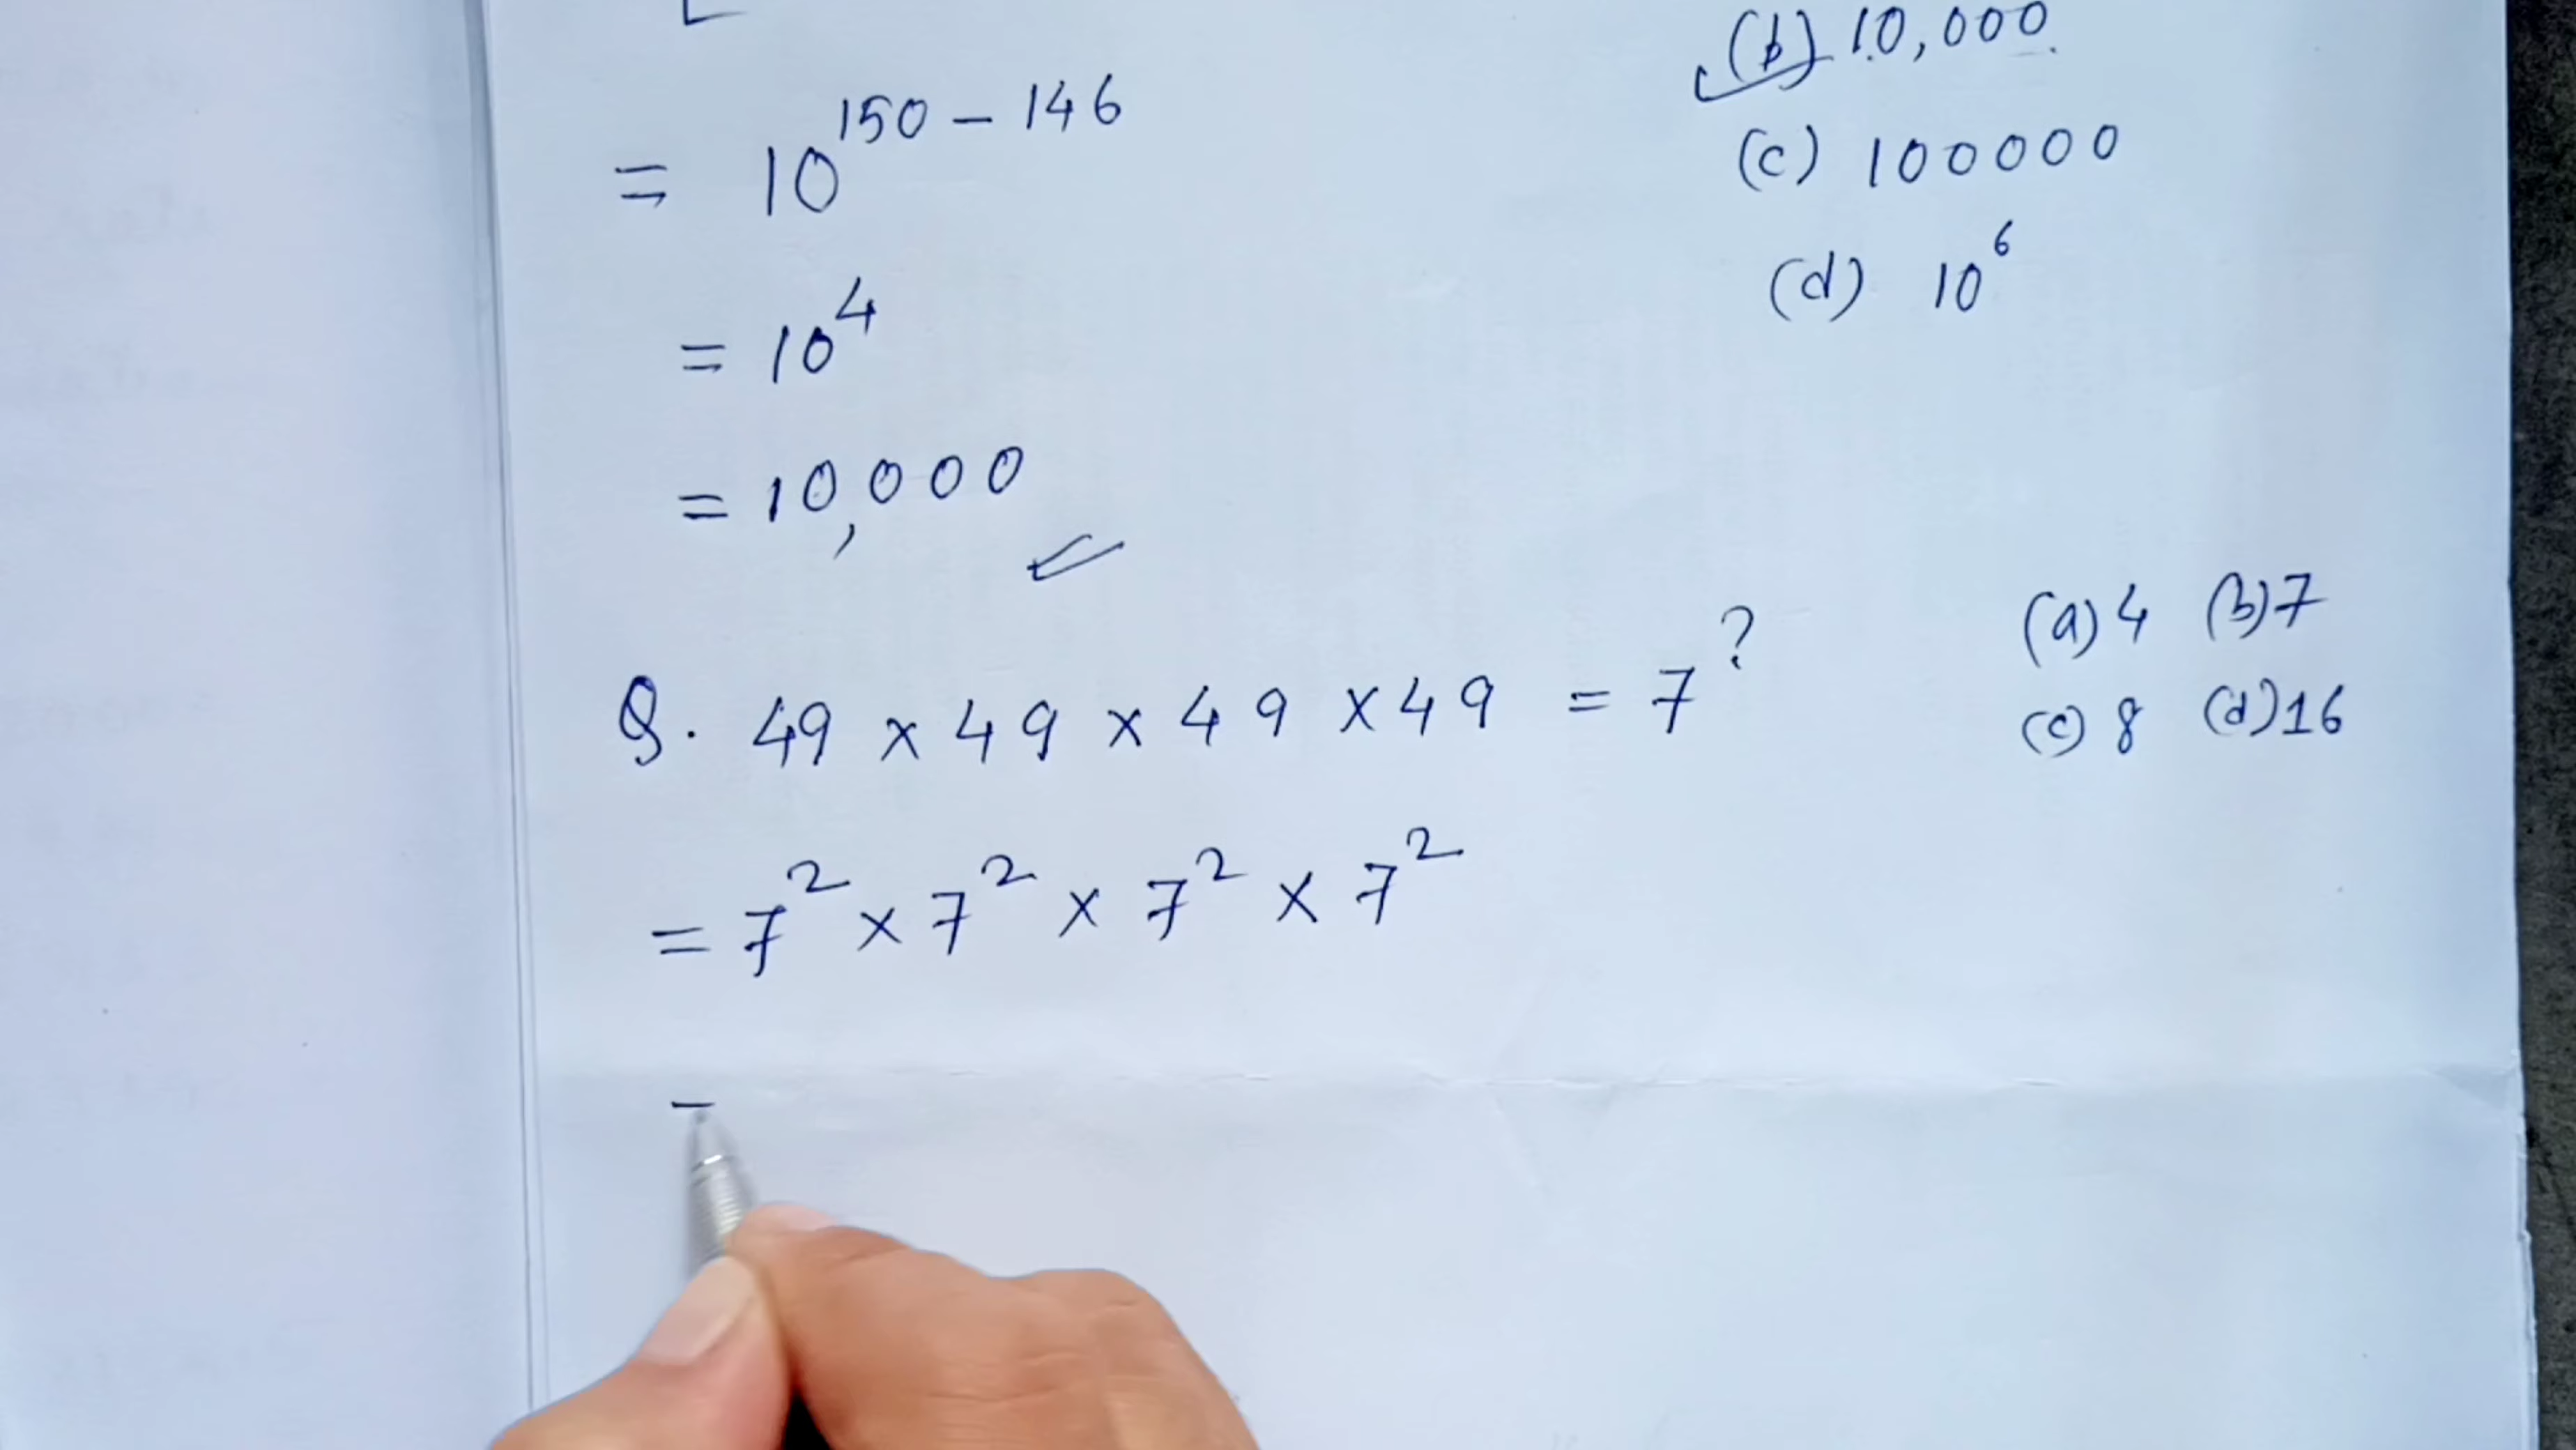 (b) 10,000
= 10^150 - 146
(c) 100000
(d) 10^6
= 10^4
= 10,000
Q. 49 × 49 × 49 × 49 = 7^?
(a) 4 (b) 7
(c) 8 (d) 16
= 7^2 × 7^2 × 7^2 × 7^2